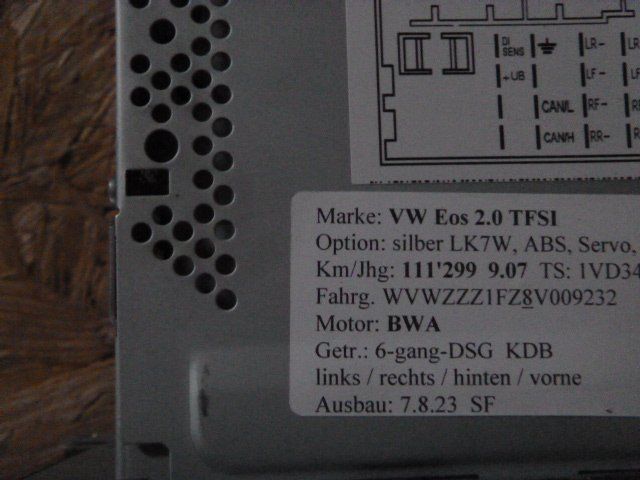 DI SENS LR- LR
+UB LF- LF
CAN/L RF- R
CAN/H RR- R
Marke: VW Eos 2.0 TFSI
Option: silber LK7W, ABS, Servo,
Km/Jhg: 111'299 9.07 TS: 1VD34
Fahrg. WVWZZZ1FZ8V009232
Motor: BWA
Getr.: 6-gang-DSG KDB
links / rechts / hinten / vorne
Ausbau: 7.8.23 SF